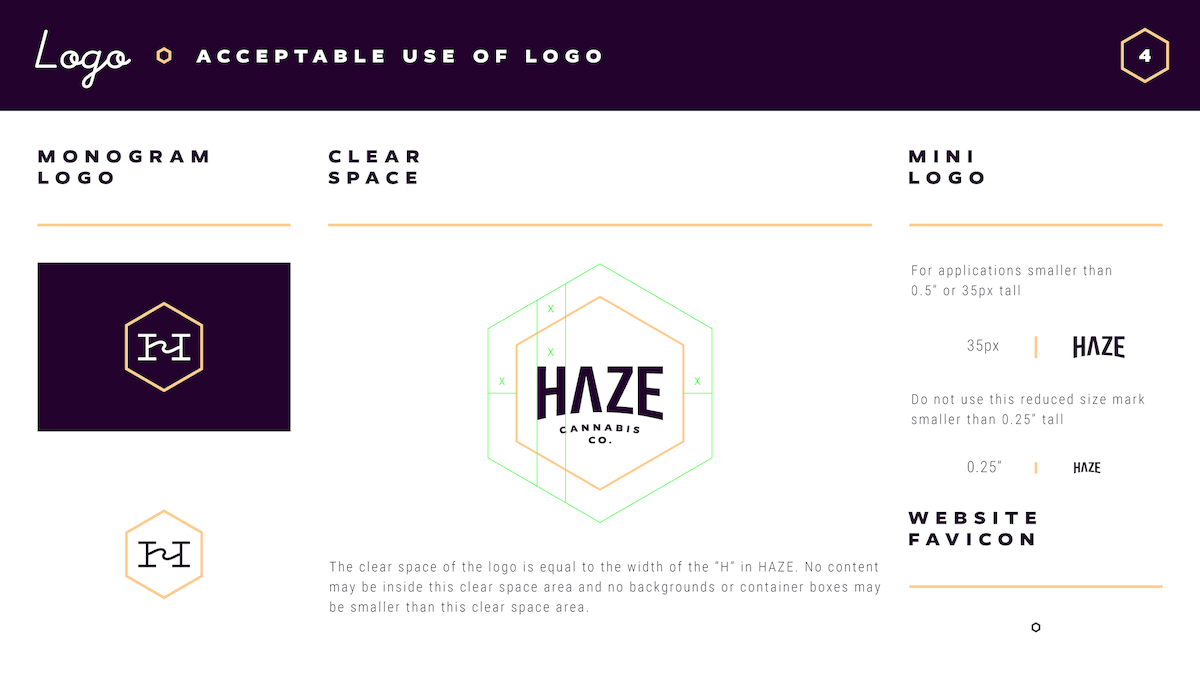 Logo
ACCEPTABLE USE OF LOGO
4
MONOGRAM
LOGO
H
H
CLEAR
SPACE
X
X
X
X
HAZE
CANNABIS
CO.
The clear space of the logo is equal to the width of the “H” in HAZE. No content
may be inside this clear space area and no backgrounds or container boxes may
be smaller than this clear space area.
MINI
LOGO
For applications smaller than
0.5” or 35px tall
35px
HAZE
Do not use this reduced size mark
smaller than 0.25” tall
0.25”
HAZE
WEBSITE
FAVICON